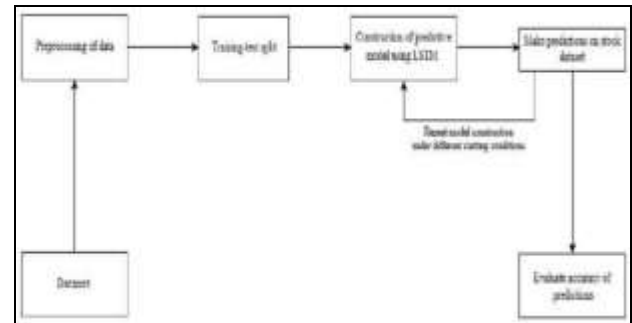 Preprocessing of data
Training-test split
Construction of predictive
model using LSTM
Make predictions on stock
dataset
Repeat model construction
under different starting conditions
Dataset
Evaluate accuracy of
predictions